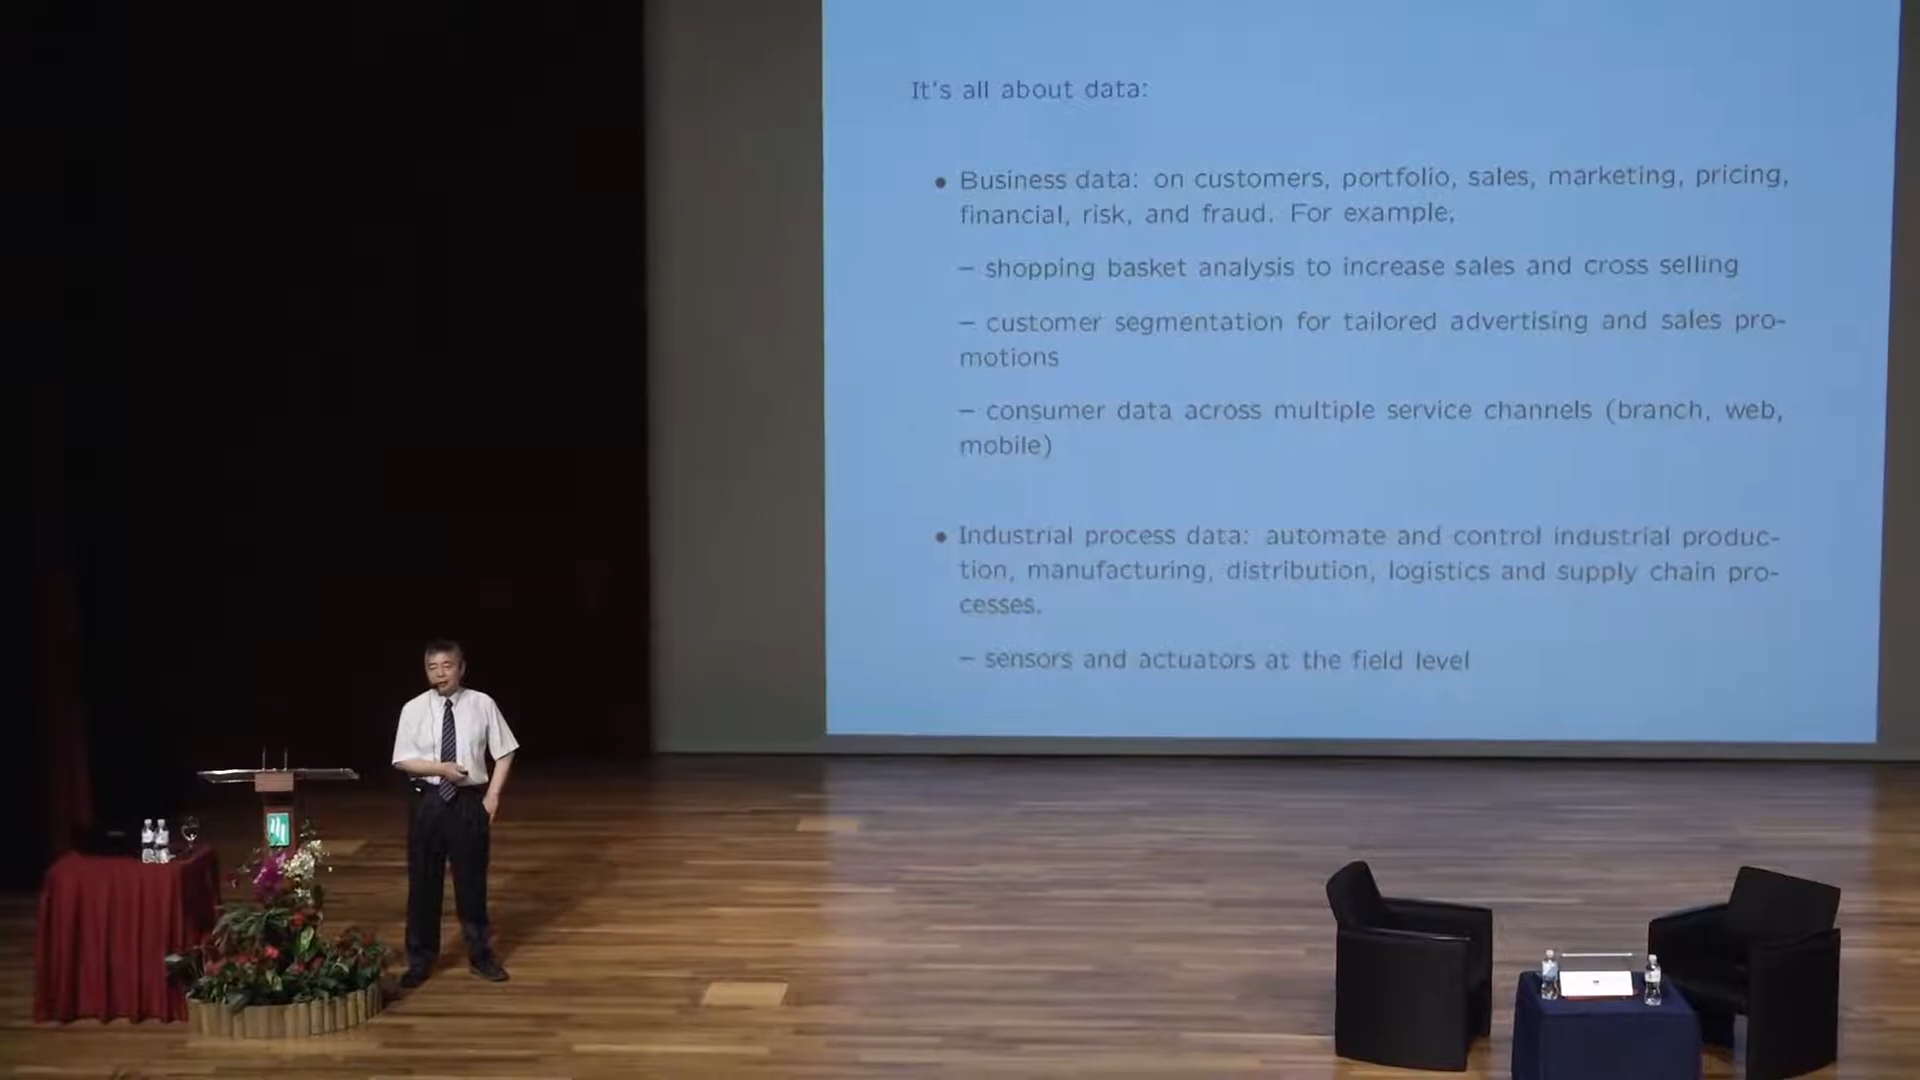 It's all about data:
• Business data: on customers, portfolio, sales, marketing, pricing,
financial, risk, and fraud. For example,
– shopping basket analysis to increase sales and cross selling
– customer segmentation for tailored advertising and sales pro-
motions
– consumer data across multiple service channels (branch, web,
mobile)
• Industrial process data: automate and control industrial produc-
tion, manufacturing, distribution, logistics and supply chain pro-
cesses.
– sensors and actuators at the field level